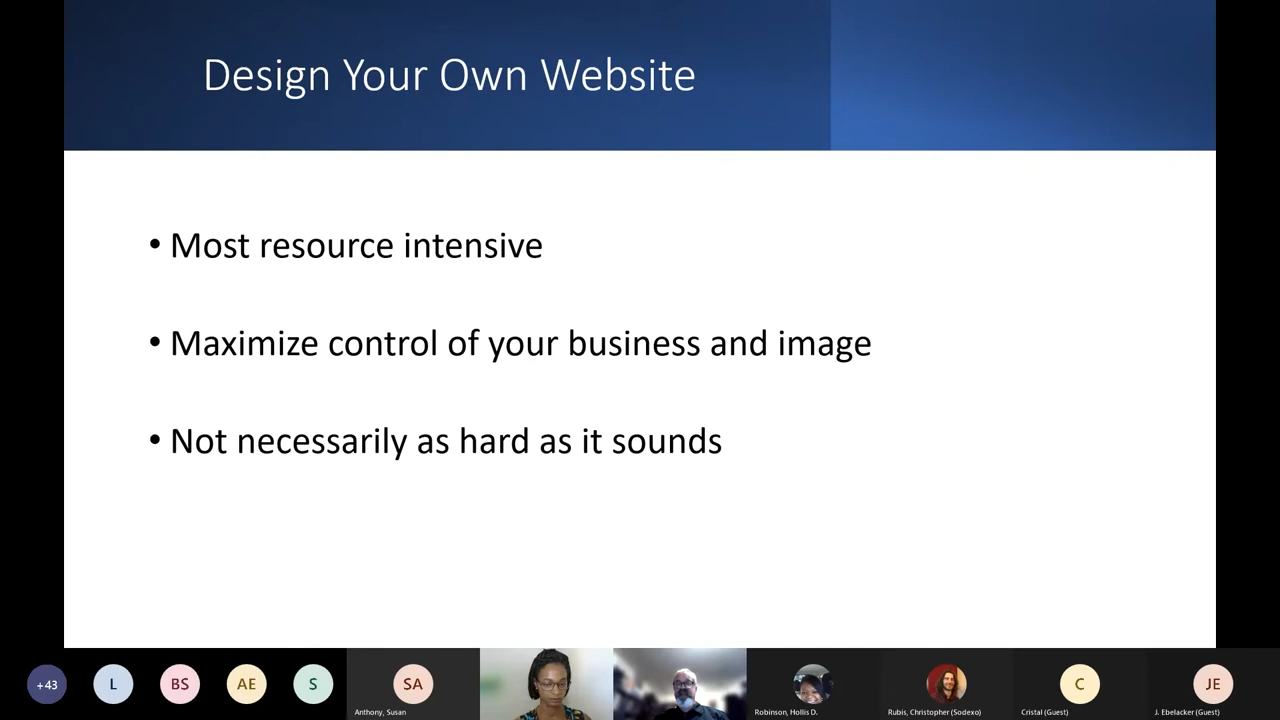 Design Your Own Website
• Most resource intensive
• Maximize control of your business and image
• Not necessarily as hard as it sounds
+43
L
BS
AE
S
SA
C
JE
Anthony, Susan
Robinson, Hollis D.
Rubis, Christopher (Sodexo)
Cristal (Guest)
J. Ebelacker (Guest)